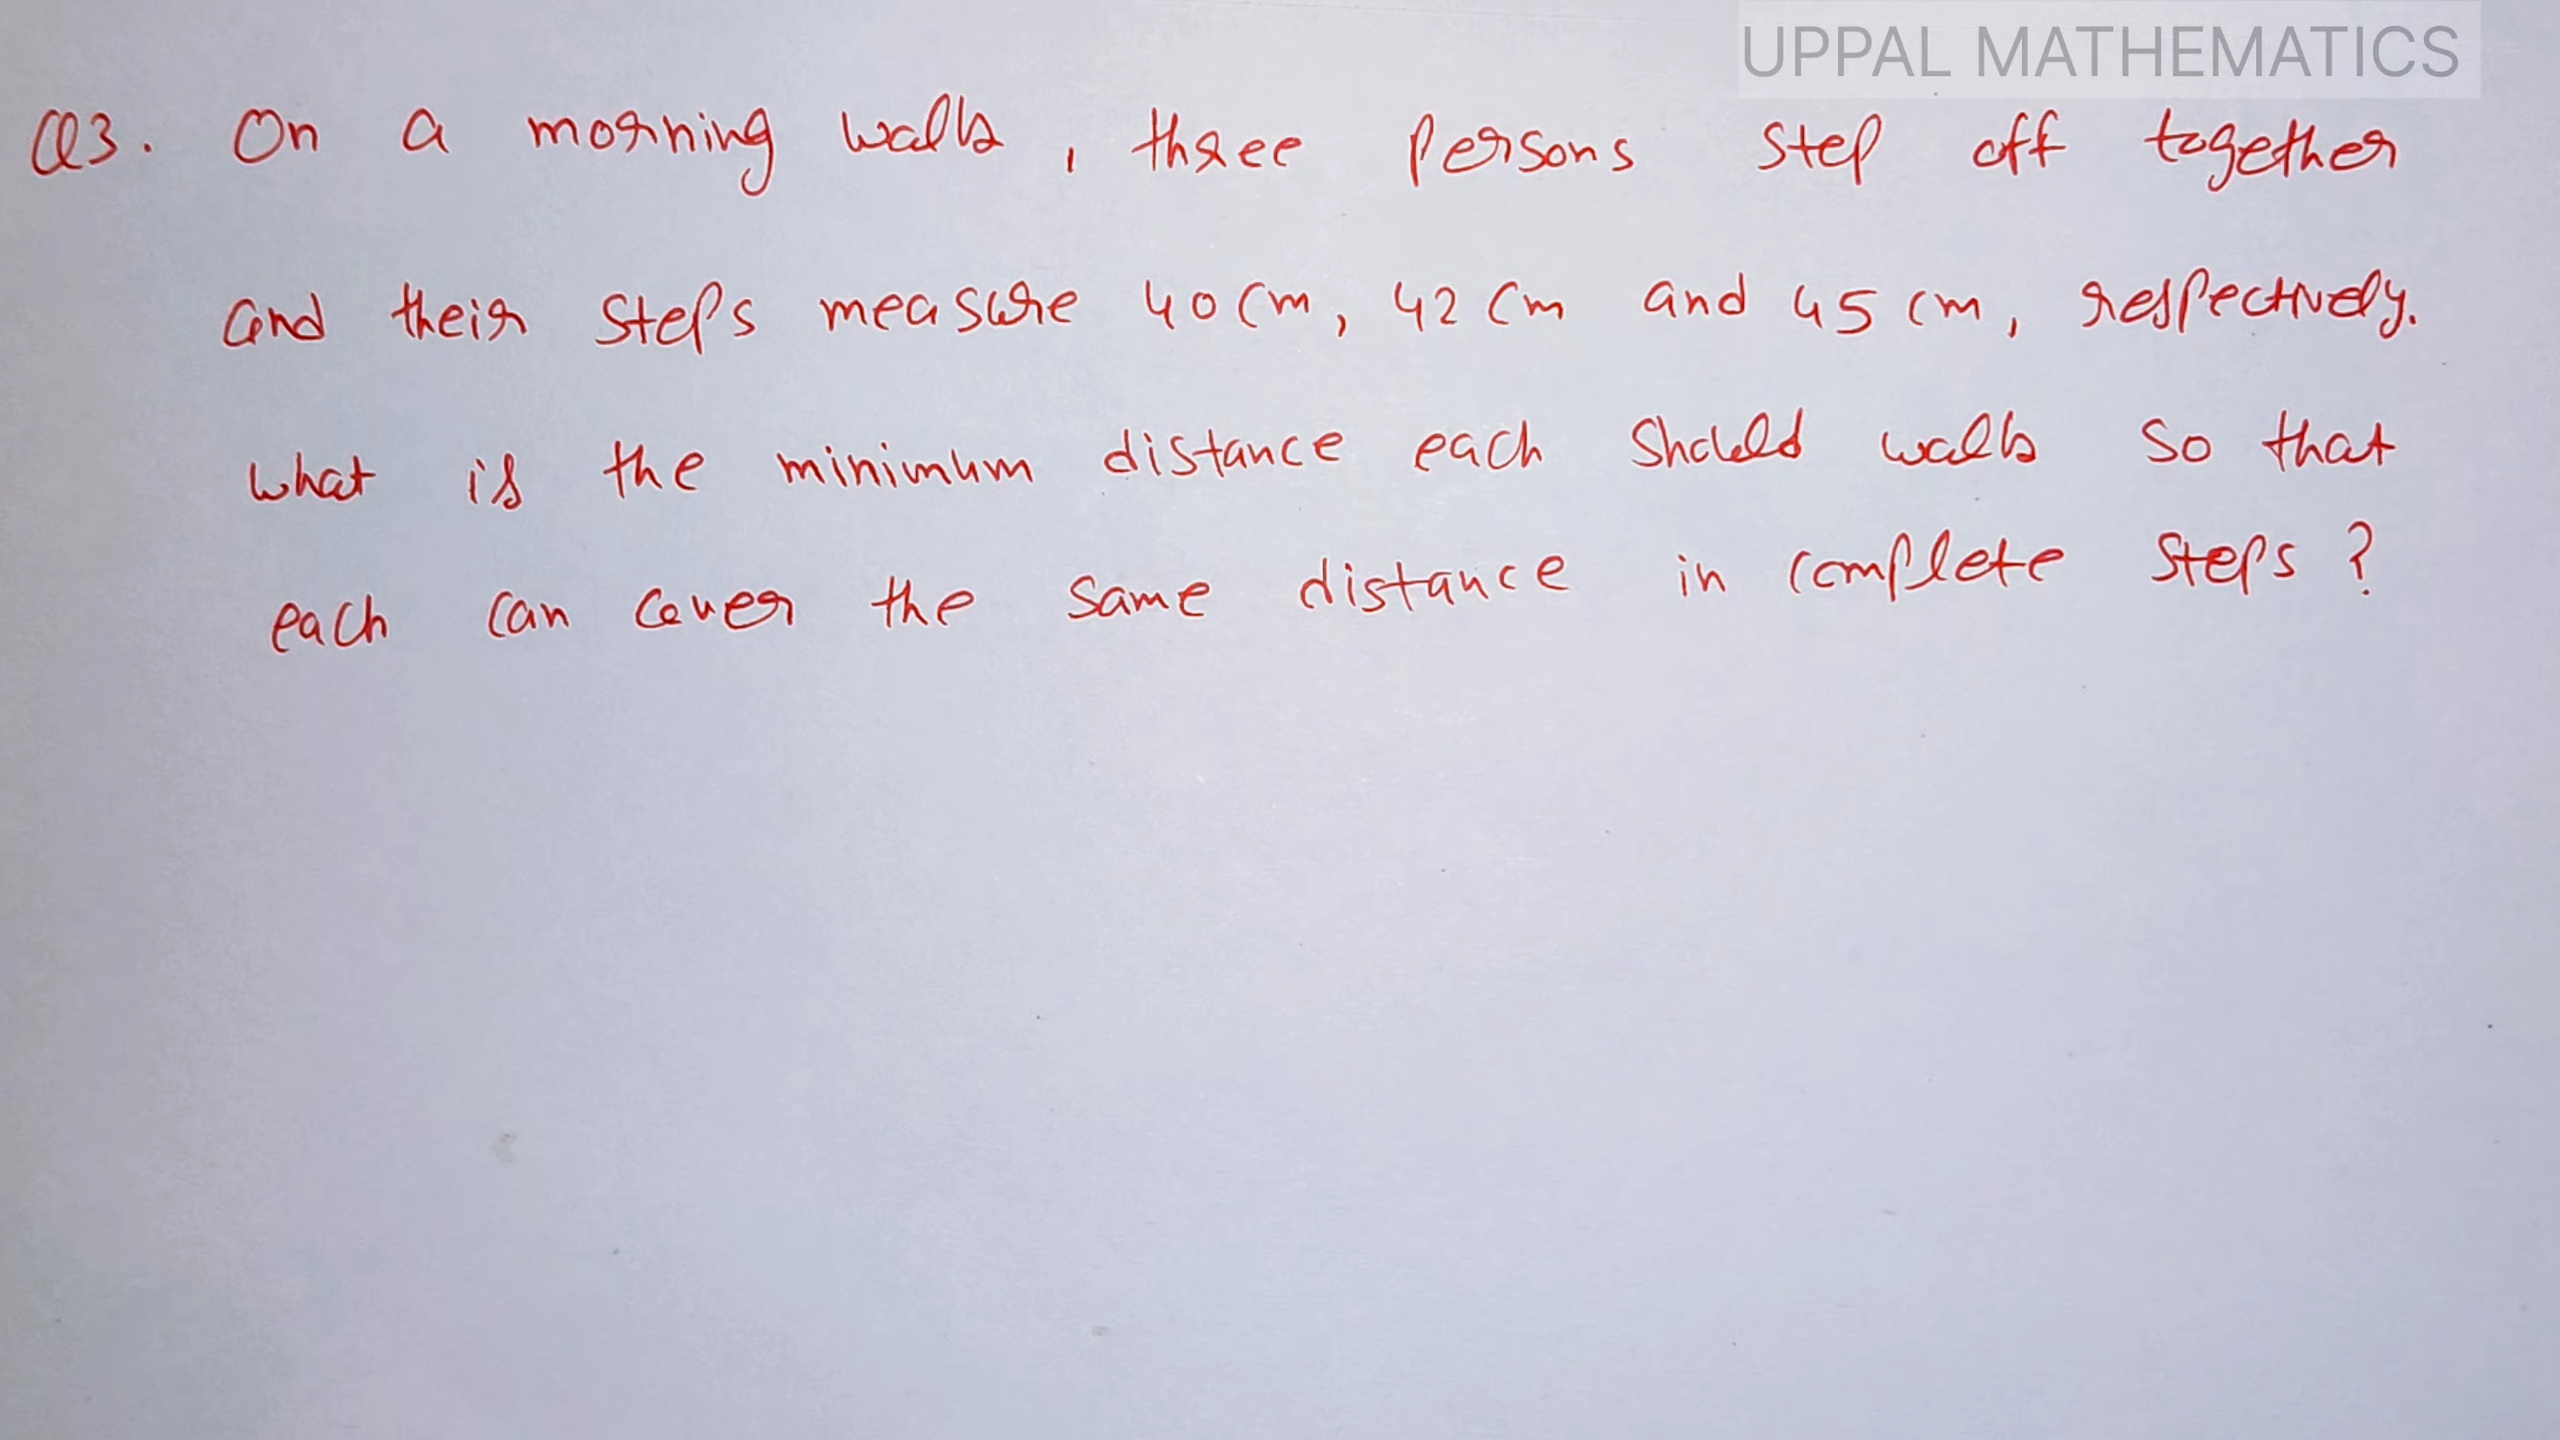 UPPAL MATHEMATICS
Q3. On a morning walk, three persons step off together
and their steps measure 40 cm, 42 cm and 45 cm, respectively.
what is the minimum distance each should walk so that
each can cover the same distance in complete steps?